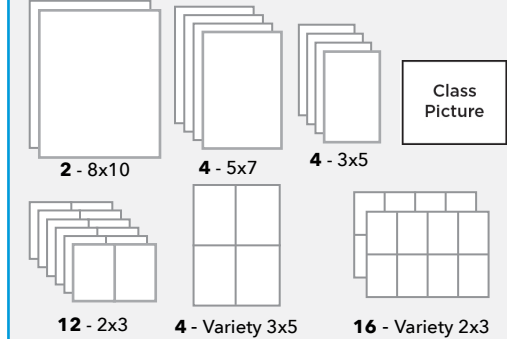 Class
Picture
2 - 8x10
4 - 5x7
4 - 3x5
12 - 2x3
4 - Variety 3x5
16 - Variety 2x3